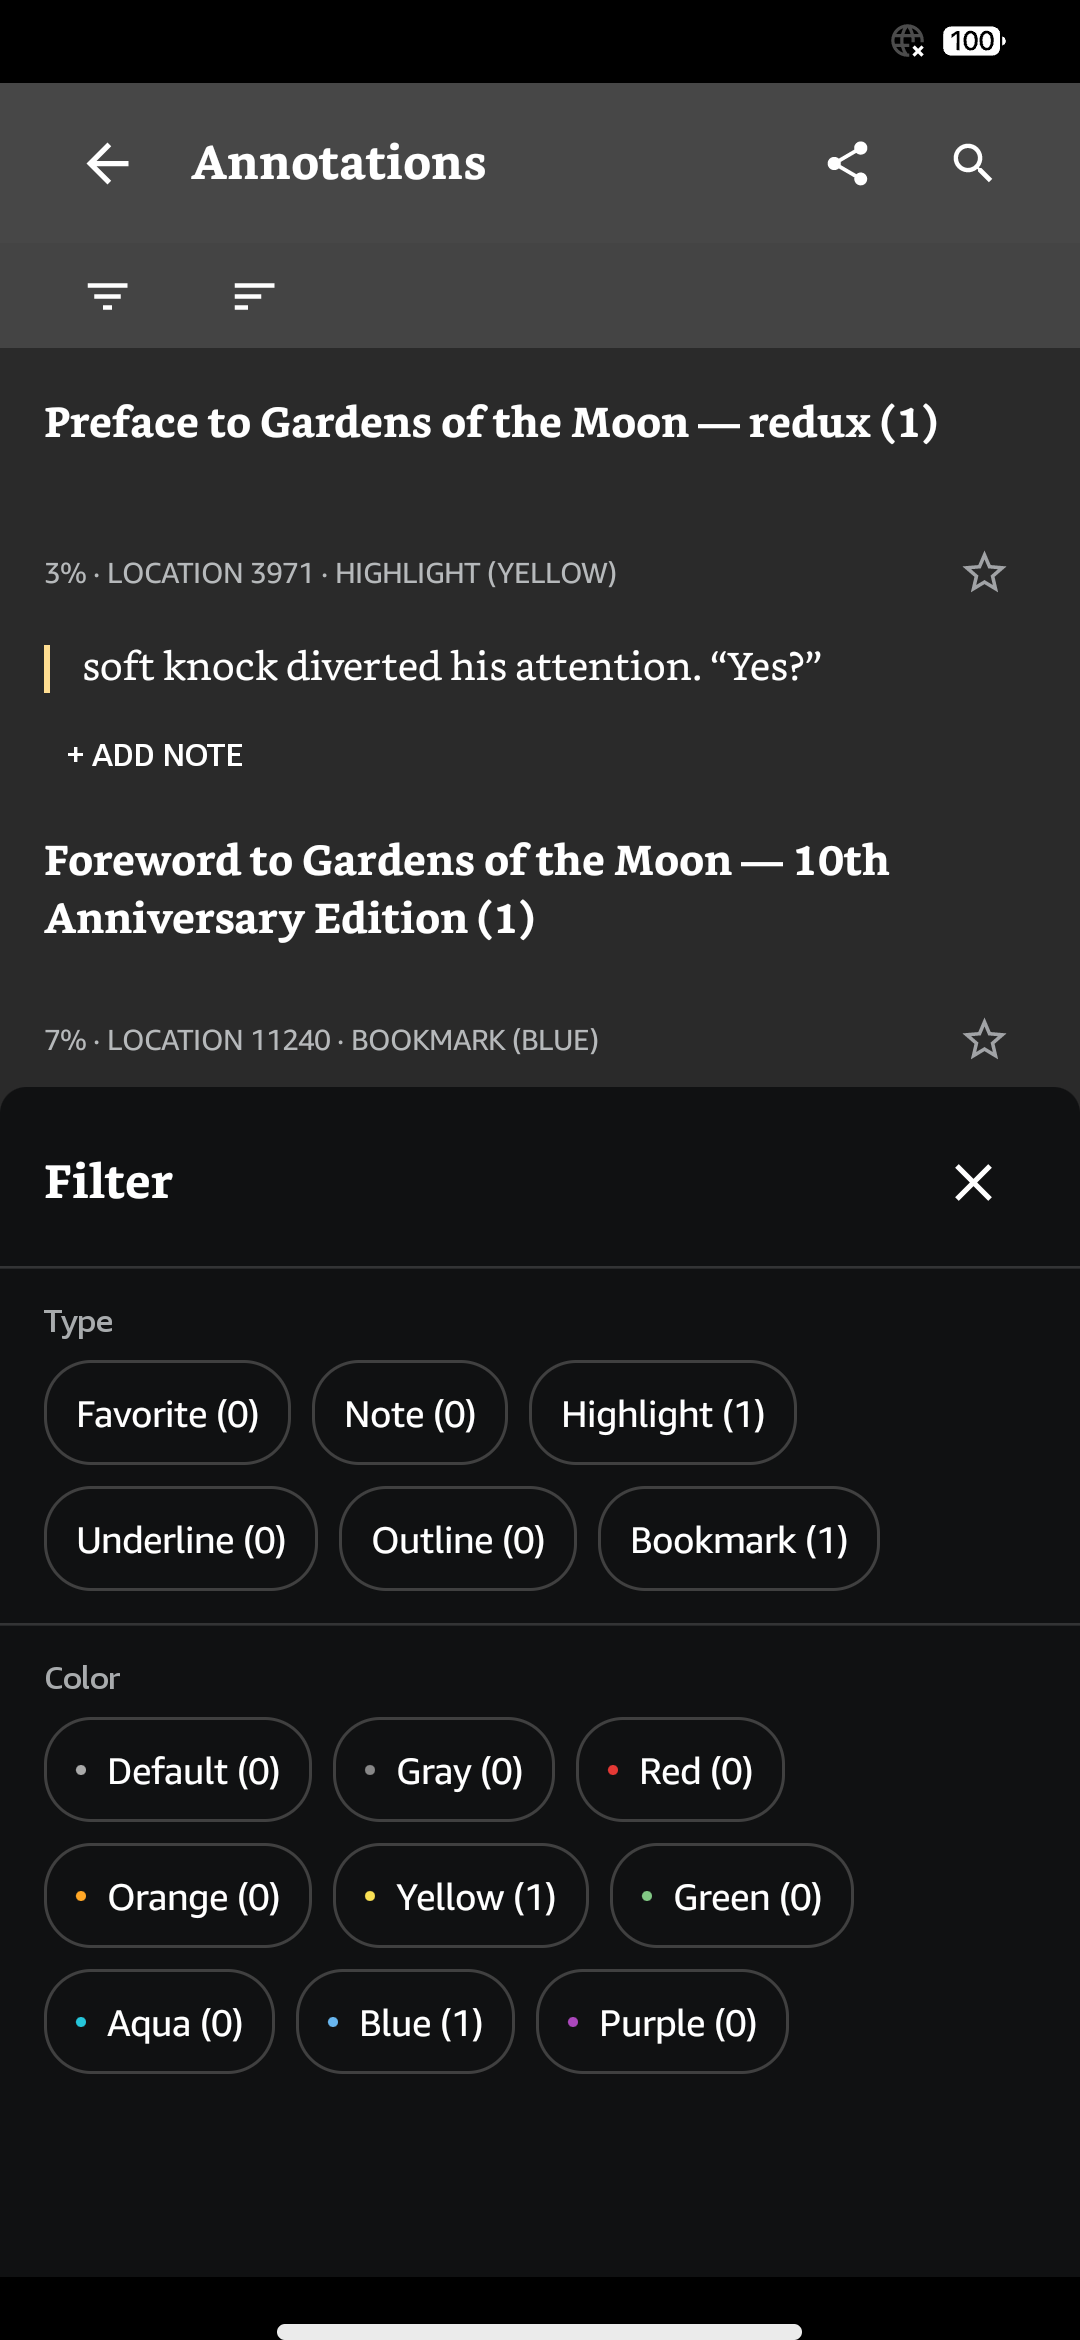 100
Annotations
Preface to Gardens of the Moon — redux (1)
3% · LOCATION 3971 · HIGHLIGHT (YELLOW)
soft knock diverted his attention. “Yes?”
+ ADD NOTE
Foreword to Gardens of the Moon — 10th
Anniversary Edition (1)
7% · LOCATION 11240 · BOOKMARK (BLUE)
Filter
Type
Favorite (0) Note (0) Highlight (1)
Underline (0) Outline (0) Bookmark (1)
Color
Default (0) Gray (0) Red (0)
Orange (0) Yellow (1) Green (0)
Aqua (0) Blue (1) Purple (0)